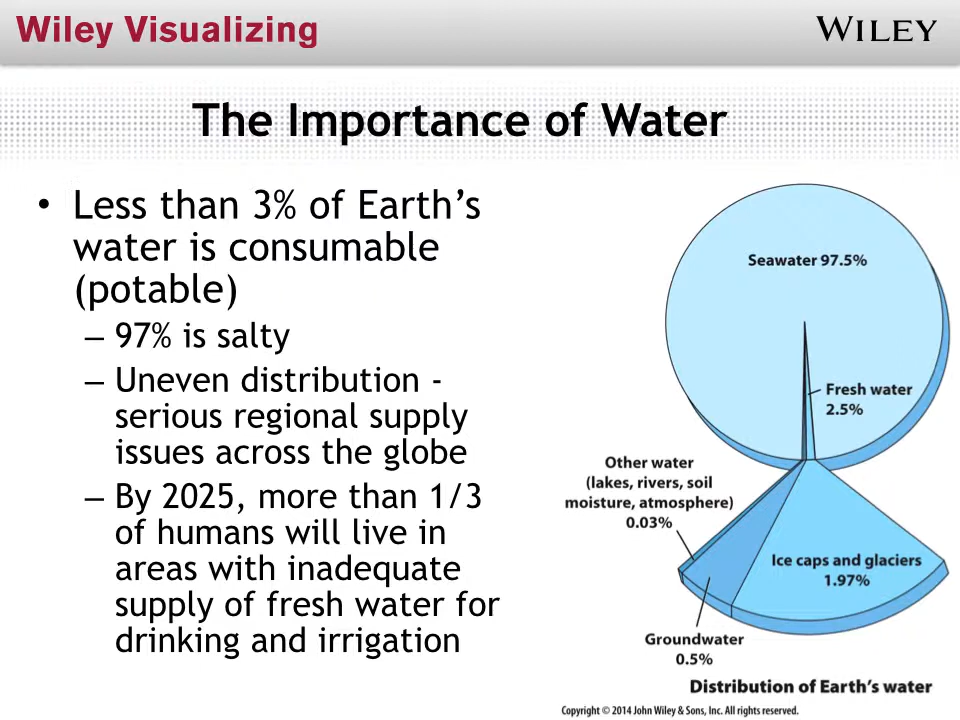 Wiley Visualizing
WILEY
The Importance of Water
• Less than 3% of Earth's
water is consumable
(potable)
– 97% is salty
– Uneven distribution -
serious regional supply
issues across the globe
– By 2025, more than 1/3
of humans will live in
areas with inadequate
supply of fresh water for
drinking and irrigation
Seawater 97.5%
Fresh water
2.5%
Other water
(lakes, rivers, soil
moisture, atmosphere)
0.03%
Ice caps and glaciers
1.97%
Groundwater
0.5%
Distribution of Earth's water
Copyright © 2014 John Wiley & Sons, Inc. All rights reserved.